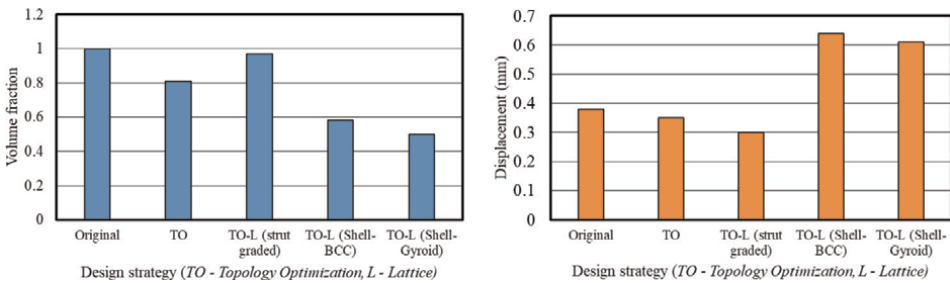 1.2
1
0.8
0.6
0.4
0.2
0
Volume fraction
Original
TO
TO-L (strut
graded)
TO-L (Shell-
BCC)
TO-L (Shell-
Gyroid)
Design strategy (TO - Topology Optimization, L - Lattice)
0.7
0.6
0.5
0.4
0.3
0.2
0.1
0
Displacement (mm)
Original
TO
TO-L (strut
graded)
TO-L (Shell-
BCC)
TO-L (Shell-
Gyroid)
Design strategy (TO - Topology Optimization, L - Lattice)